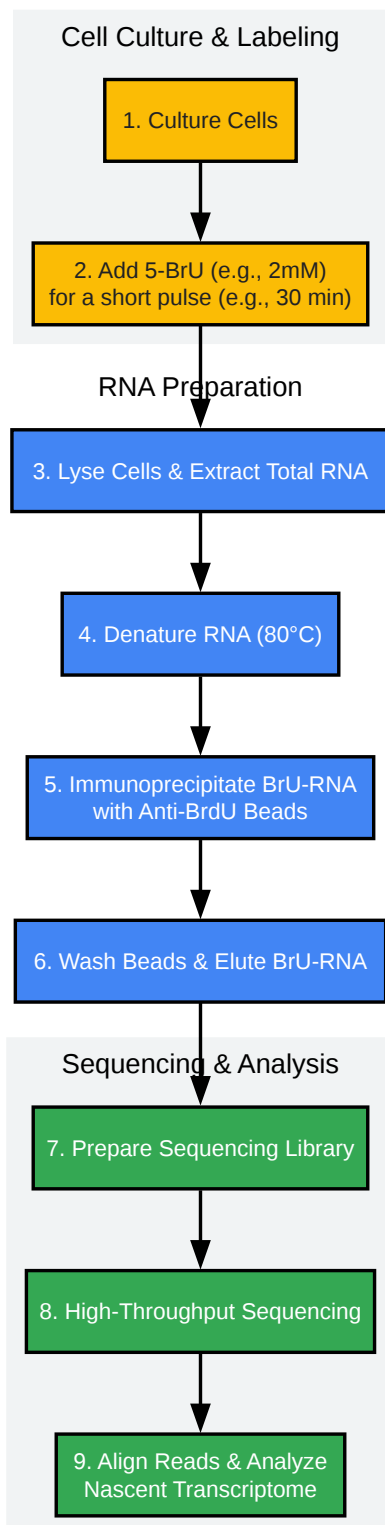 Cell Culture & Labeling
1. Culture Cells
2. Add 5-BrU (e.g., 2mM)
for a short pulse (e.g., 30 min)
RNA Preparation
3. Lyse Cells & Extract Total RNA
4. Denature RNA (80°C)
5. Immunoprecipitate BrU-RNA
with Anti-BrdU Beads
6. Wash Beads & Elute BrU-RNA
Sequencing & Analysis
7. Prepare Sequencing Library
8. High-Throughput Sequencing
9. Align Reads & Analyze
Nascent Transcriptome